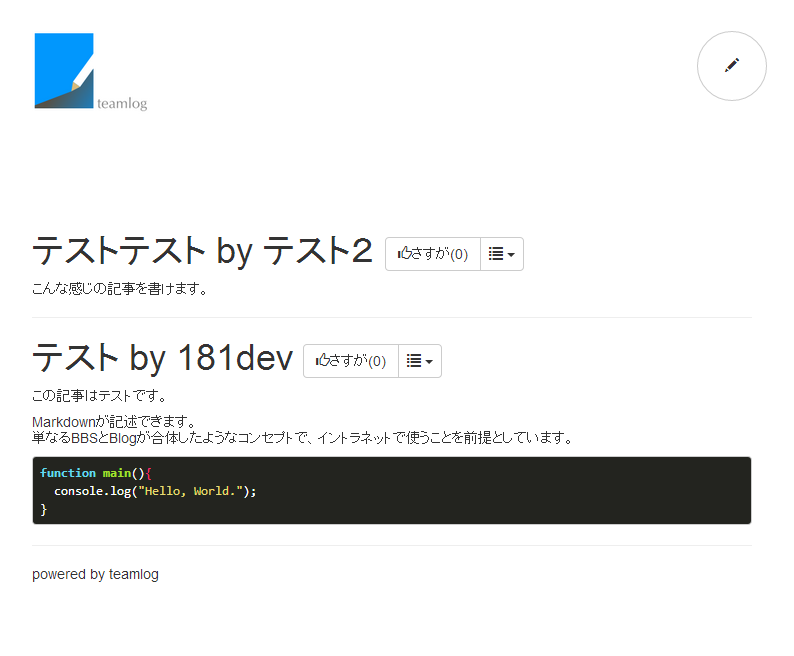 teamlog
テストテスト by テスト2
さすが(0)
こんな感じの記事を書けます。
テスト by 181dev
さすが(0)
この記事はテストです。
Markdownが記述できます。
単なるBBSとBlogが合体したようなコンセプトで、イントラネットで使うことを前提としています。
function main(){
  console.log("Hello, World.");
}
powered by teamlog